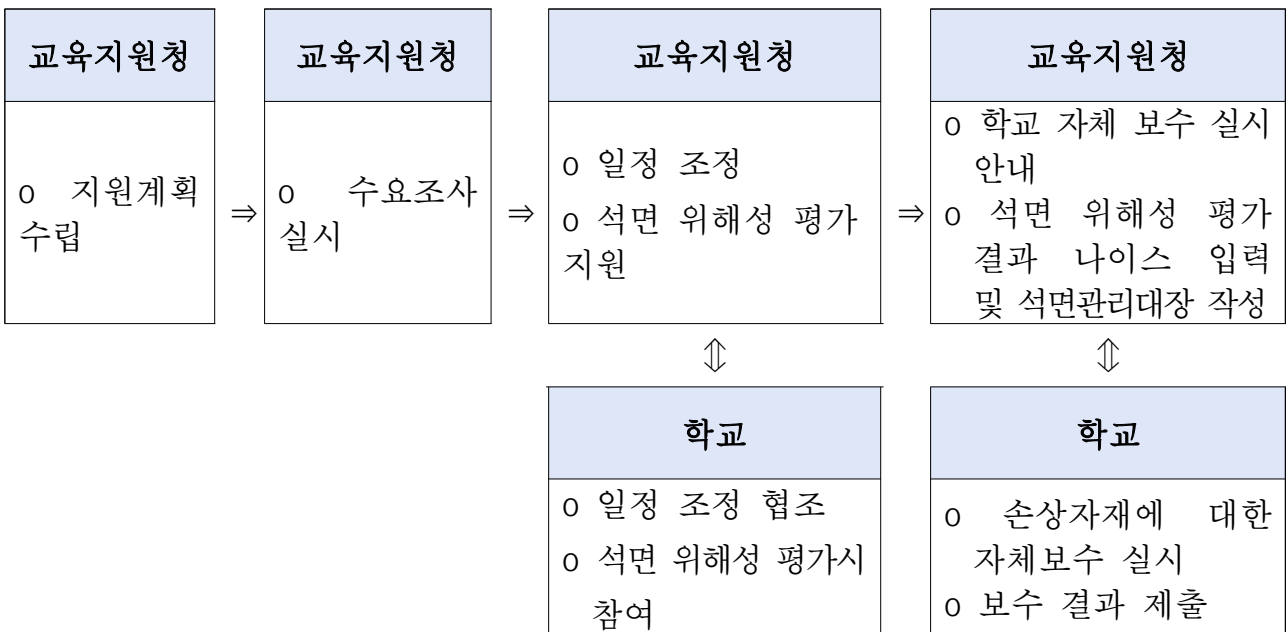 교육지원청
o 지원계획
수립
⇒
교육지원청
o 수요조사
실시
⇒
교육지원청
o 일정 조정
o 석면 위해성 평가
지원
⇒
교육지원청
o 학교 자체 보수 실시
안내
o 석면 위해성 평가
결과 나이스 입력
및 석면관리대장 작성
⇕
⇕
학교
o 일정 조정 협조
o 석면 위해성 평가시
참여
학교
o 손상자재에 대한
자체보수 실시
o 보수 결과 제출